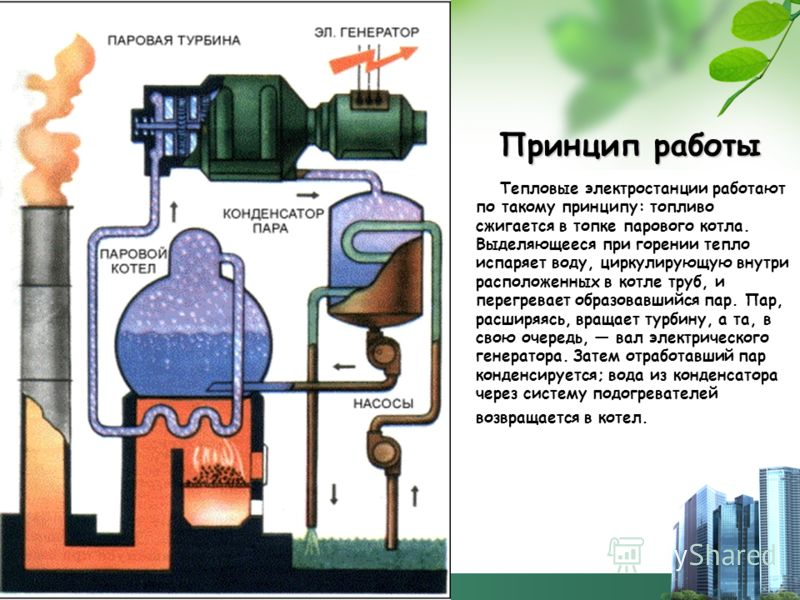 ПАРОВАЯ ТУРБИНА
ЭЛ. ГЕНЕРАТОР
КОНДЕНСАТОР
ПАРА
ПАРОВОЙ
КОТЕЛ
НАСОСЫ
Принцип работы
Тепловые электростанции работают
по такому принципу: топливо
сжигается в топке парового котла.
Выделяющееся при горении тепло
испаряет воду, циркулирующую внутри
расположенных в котле труб, и
перегревает образовавшийся пар. Пар,
расширяясь, вращает турбину, а та, в
свою очередь, — вал электрического
генератора. Затем отработавший пар
конденсируется; вода из конденсатора
через систему подогревателей
возвращается в котел.
MyShared